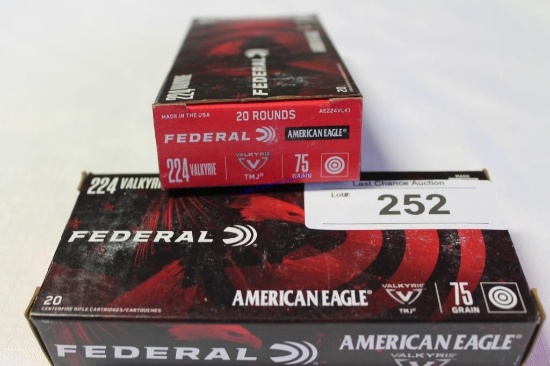 224 VALKYRIE
FEDERAL
20
20 ROUNDS
MADE IN THE USA
AE224VLK1
FEDERAL AMERICAN EAGLE
224 VALKYRIE
VALKYRIE
V
TMJ
75
GRAIN
224 VALKYRIE
Last Chance Auction
Lot#:
252
FEDERAL
20
CENTERFIRE RIFLE CARTRIDGES/CARTOUCHES
AMERICAN EAGLE
VALKYRIE
V
TMJ
75
GRAIN
FEDERAL
AMERICAN EAGLE
VALKYRIE